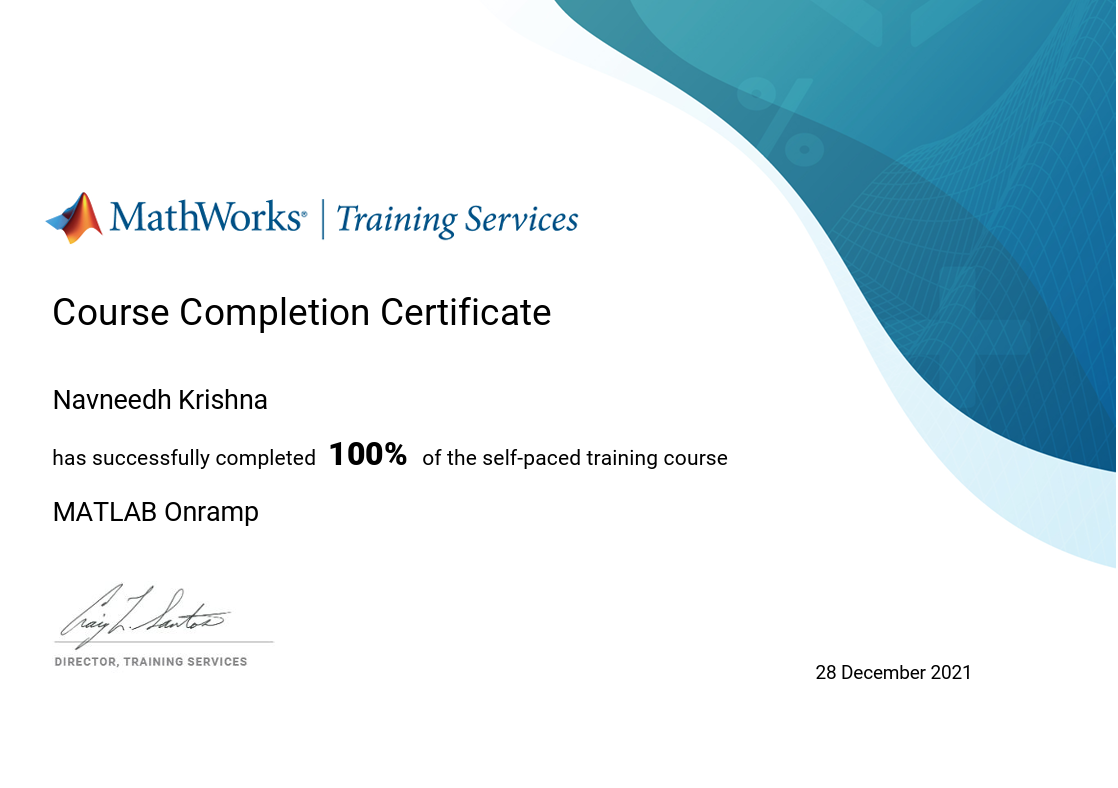 MathWorks® | Training Services
Course Completion Certificate
Navneedh Krishna
has successfully completed 100% of the self-paced training course
MATLAB Onramp
Craig L. Santos
DIRECTOR, TRAINING SERVICES
28 December 2021